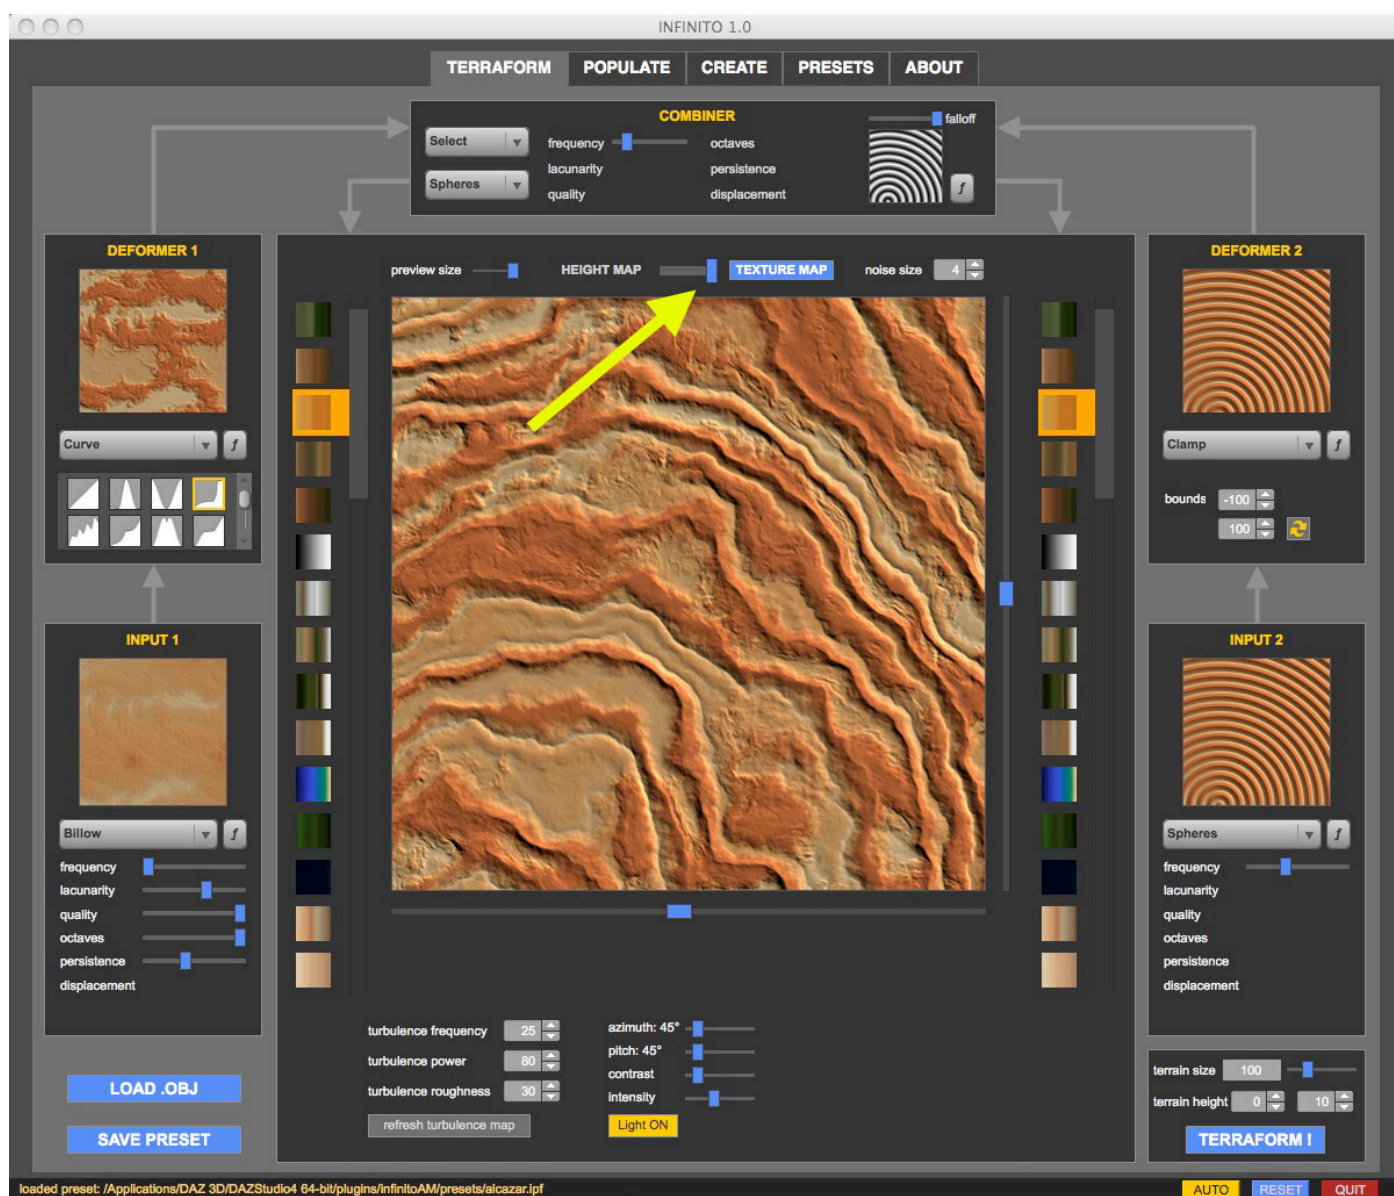 INFINITO 1.0
TERRAFORM POPULATE CREATE PRESETS ABOUT
COMBINER
falloff
Select
frequency
octaves
lacunarity
persistence
Spheres
quality
displacement
f
DEFORMER 1
Curve
f
INPUT 1
Billow
f
frequency
lacunarity
quality
octaves
persistence
displacement
LOAD .OBJ
SAVE PRESET
preview size
HEIGHT MAP
TEXTURE MAP
noise size 4
turbulence frequency 25
turbulence power 80
turbulence roughness 30
refresh turbulence map
azimuth: 45°
pitch: 45°
contrast
intensity
Light ON
DEFORMER 2
Clamp
f
bounds -100
100
INPUT 2
Spheres
f
frequency
lacunarity
quality
octaves
persistence
displacement
terrain size 100
terrain height 0 10
TERRAFORM !
loaded preset: /Applications/DAZ 3D/DAZStudio4 64-bit/plugins/infinitoAM/presets/alcazar.ipf
AUTO RESET QUIT